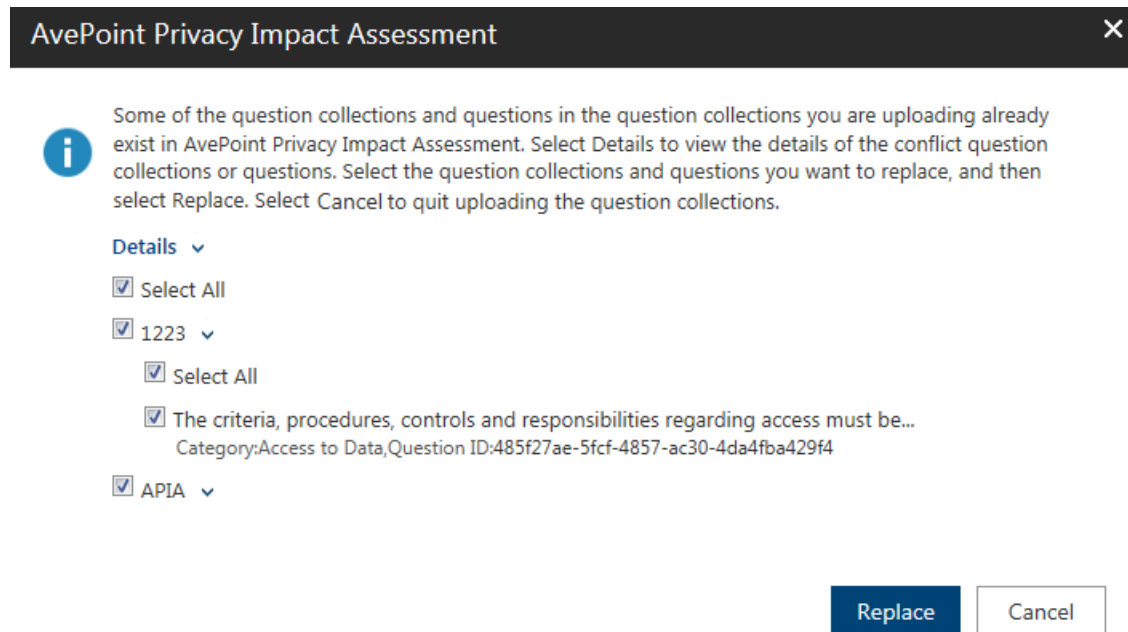 AvePoint Privacy Impact Assessment
Some of the question collections and questions in the question collections you are uploading already
exist in AvePoint Privacy Impact Assessment. Select Details to view the details of the conflict question
collections or questions. Select the question collections and questions you want to replace, and then
select Replace. Select Cancel to quit uploading the question collections.
Details
Select All
1223
Select All
The criteria, procedures, controls and responsibilities regarding access must be...
Category:Access to Data,Question ID:485f27ae-5fcf-4857-ac30-4da4fba429f4
APIA
Replace Cancel